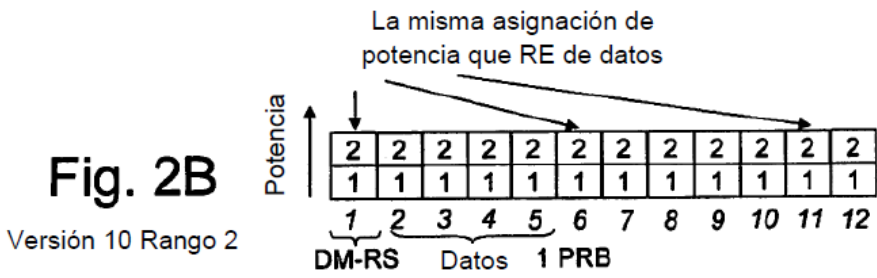 La misma asignación de
potencia que RE de datos
Potencia
2 2 2 2 2 2 2 2 2 2 2 2
1 1 1 1 1 1 1 1 1 1 1 1
1 2 3 4 5 6 7 8 9 10 11 12
Fig. 2B
Versión 10 Rango 2
DM-RS Datos 1 PRB